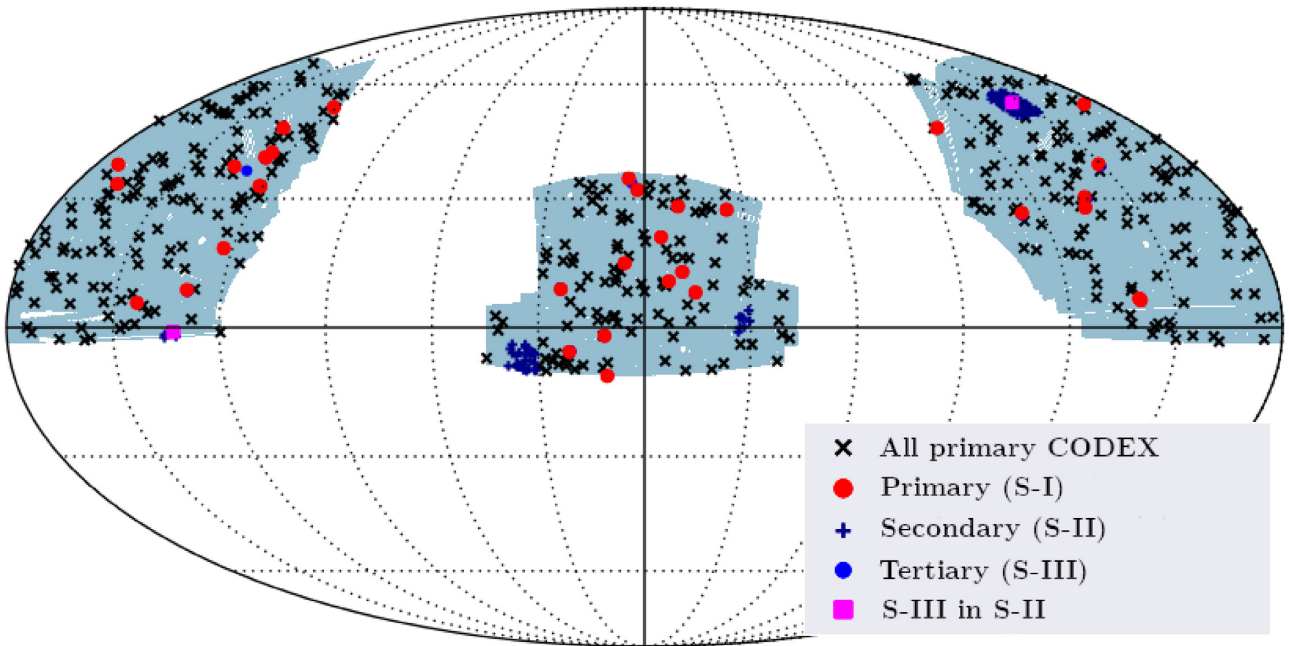 All primary CODEX
Primary (S-I)
Secondary (S-II)
Tertiary (S-III)
S-III in S-II